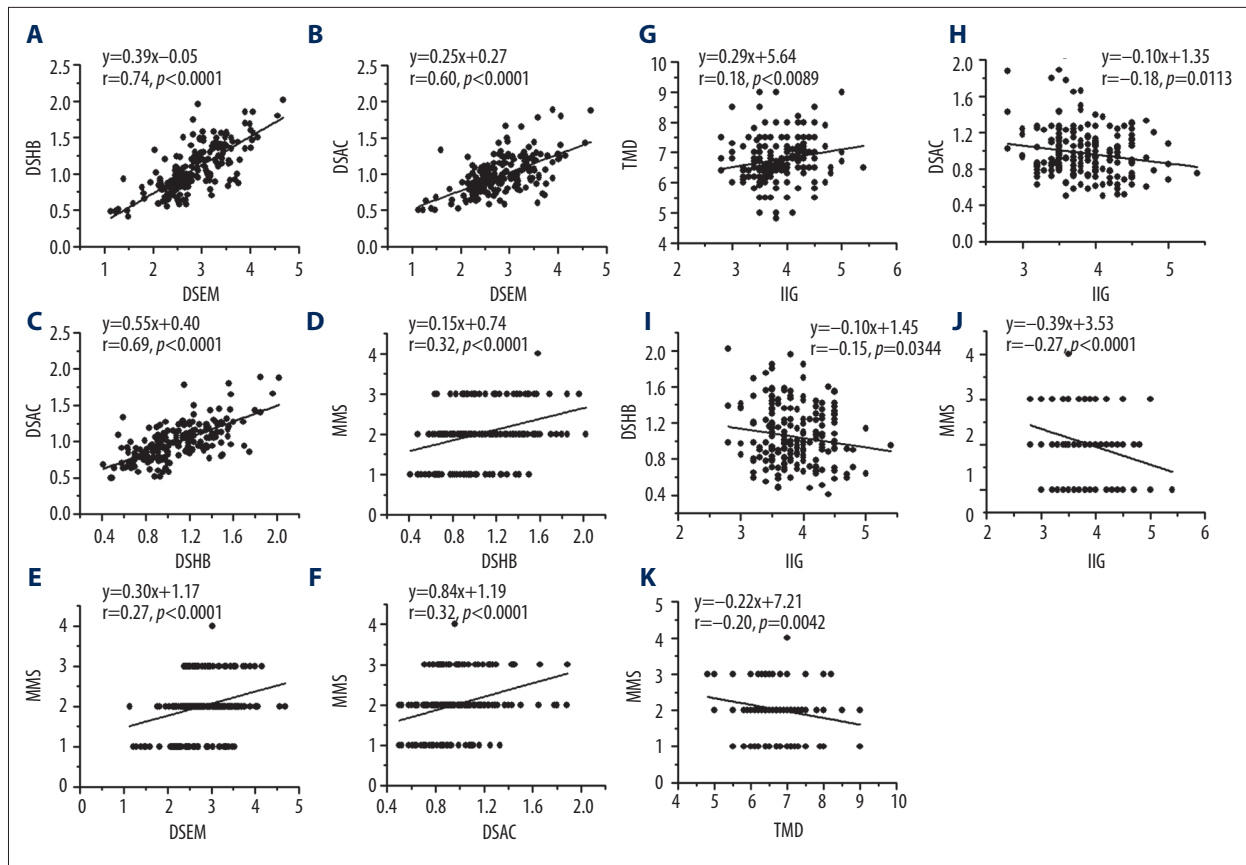 A
y=0.39x−0.05
r=0.74, p<0.0001
2.5
2.0
1.5
1.0
0.5
0.0
DSHB
1 2 3 4 5
DSEM
B
y=0.25x+0.27
r=0.60, p<0.0001
2.5
2.0
1.5
1.0
0.5
0.0
DSAC
1 2 3 4 5
DSEM
G
y=0.29x+5.64
r=0.18, p<0.0089
10
9
8
7
6
5
4
TMD
2 3 4 5 6
IIG
H
y=−0.10x+1.35
r=−0.18, p=0.0113
2.0
1.6
1.2
0.8
0.4
0.0
DSAC
3.0 4.0 5.0
IIG
C
y=0.55x+0.40
r=0.69, p<0.0001
2.5
2.0
1.5
1.0
0.5
0.0
DSAC
0.4 0.8 1.2 1.6 2.0
DSHB
D
y=0.15x+0.74
r=0.32, p<0.0001
4
3
2
1
0
MMS
0.4 0.8 1.2 1.6 2.0
DSHB
I
y=−0.10x+1.45
r=−0.15, p=0.0344
2.0
1.6
1.2
0.8
0.4
DSHB
2 3 4 5
IIG
J
y=−0.39x+3.53
r=−0.27, p<0.0001
4
3
2
1
0
MMS
2 3 4 5 6
IIG
E
y=0.30x+1.17
r=0.27, p<0.0001
4
3
2
1
0
MMS
0 1 2 3 4 5
DSEM
F
y=0.84x+1.19
r=0.32, p<0.0001
4
3
2
1
0
MMS
0.4 0.8 1.2 1.6 2.0
DSAC
K
y=−0.22x+7.21
r=−0.20, p=0.0042
5
4
3
2
1
0
MMS
4 5 6 7 8 9 10
TMD